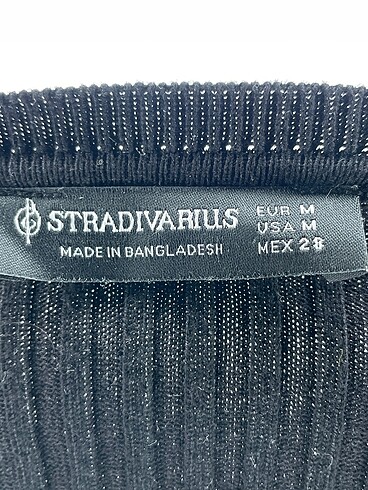 STRADIVARIUS
MADE IN BANGLADESH
EUR M
USA M
MEX 28